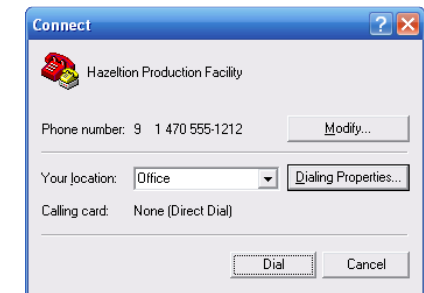 Connect
Hazeltion Production Facility
Phone number: 9 1 470 555-1212 Modify...
Your location: Office Dialing Properties...
Calling card: None (Direct Dial)
Dial Cancel